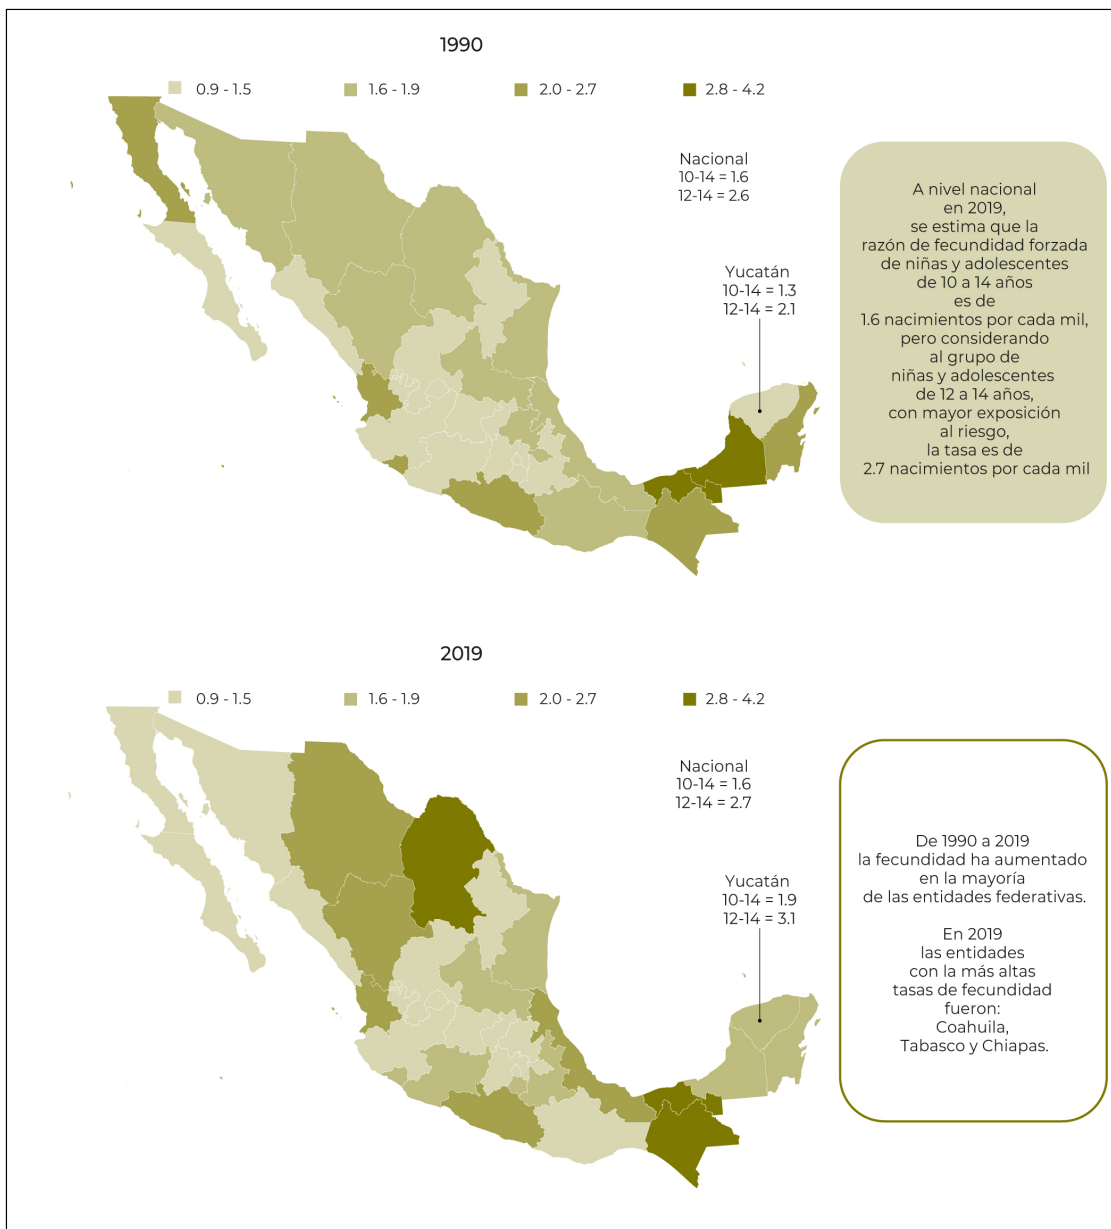 1990
0.9 - 1.5
1.6 - 1.9
2.0 - 2.7
2.8 - 4.2
Nacional
10-14 = 1.6
12-14 = 2.6
Yucatán
10-14 = 1.3
12-14 = 2.1
A nivel nacional
en 2019,
se estima que la
razón de fecundidad forzada
de niñas y adolescentes
de 10 a 14 años
es de
1.6 nacimientos por cada mil,
pero considerando
al grupo de
niñas y adolescentes
de 12 a 14 años,
con mayor exposición
al riesgo,
la tasa es de
2.7 nacimientos por cada mil
2019
0.9 - 1.5
1.6 - 1.9
2.0 - 2.7
2.8 - 4.2
Nacional
10-14 = 1.6
12-14 = 2.7
Yucatán
10-14 = 1.9
12-14 = 3.1
De 1990 a 2019
la fecundidad ha aumentado
en la mayoría
de las entidades federativas.
En 2019
las entidades
con la más altas
tasas de fecundidad
fueron:
Coahuila,
Tabasco y Chiapas.